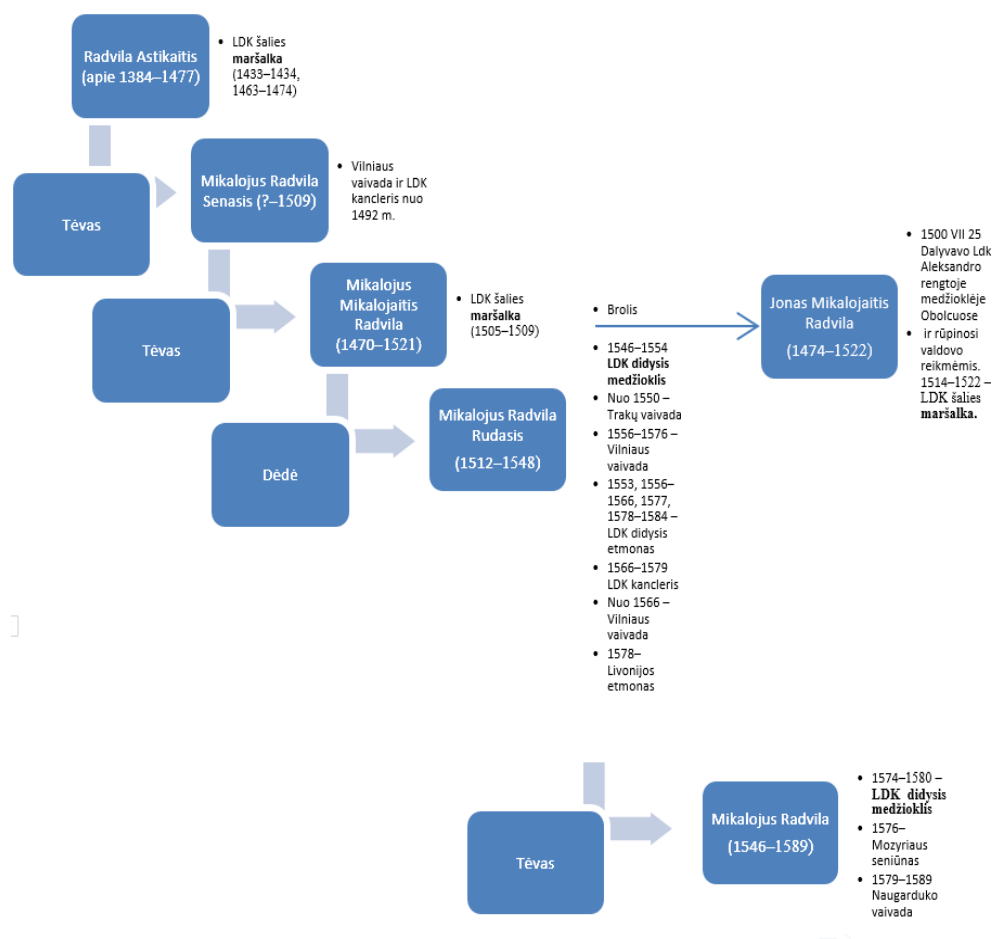 Radvila Astikaitis
(apie 1384–1477)
• LDK šalies
maršalka
(1433–1434,
1463–1474)
Tėvas
Mikalojus Radvila
Senasis (?–1509)
• Vilniaus
vaivada ir LDK
kancleris nuo
1492 m.
Tėvas
Mikalojus
Mikalojaitis
Radvila
(1470–1521)
• LDK šalies
maršalka
(1505–1509)
• Brolis
Jonas Mikalojaitis
Radvila
(1474–1522)
• 1500 VII 25
Dalyvavo Ldk
Aleksandro
rengtoje
medžioklėje
Obolcuose
• ir rūpinosi
valdovo
reikmėmis.
1514–1522 –
LDK šalies
maršalka.
Dėdė
Mikalojus Radvila
Rudasis
(1512–1548)
• 1546–1554
LDK didysis
medžioklis
• Nuo 1550 –
Trakų vaivada
• 1556–1576 –
Vilniaus
vaivada
• 1553, 1556–
1566, 1577,
1578–1584 –
LDK didysis
etmonas
• 1566–1579
LDK kancleris
• Nuo 1566 –
Vilniaus
vaivada
• 1578–
Livonijos
etmonas
Tėvas
Mikalojus Radvila
(1546–1589)
• 1574–1580 –
LDK didysis
medžioklis
• 1576–
Mozyriaus
seniūnas
• 1579–1589
Naugarduko
vaivada